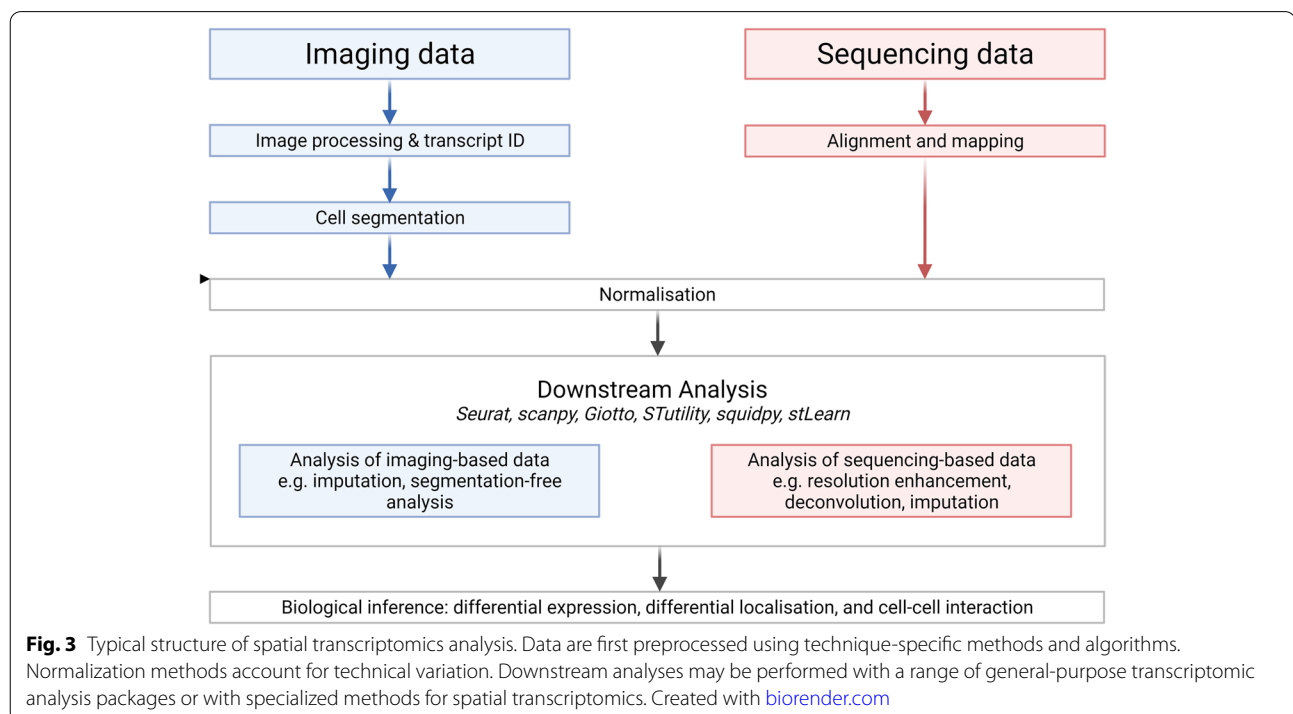 Imaging data
Sequencing data
Image processing & transcript ID
Alignment and mapping
Cell segmentation
Normalisation
Downstream Analysis
Seurat, scanpy, Giotto, STutility, squidpy, stLearn
Analysis of imaging-based data
e.g. imputation, segmentation-free
analysis
Analysis of sequencing-based data
e.g. resolution enhancement,
deconvolution, imputation
Biological inference: differential expression, differential localisation, and cell-cell interaction
Fig. 3 Typical structure of spatial transcriptomics analysis. Data are first preprocessed using technique-specific methods and algorithms.
Normalization methods account for technical variation. Downstream analyses may be performed with a range of general-purpose transcriptomic
analysis packages or with specialized methods for spatial transcriptomics. Created with biorender.com